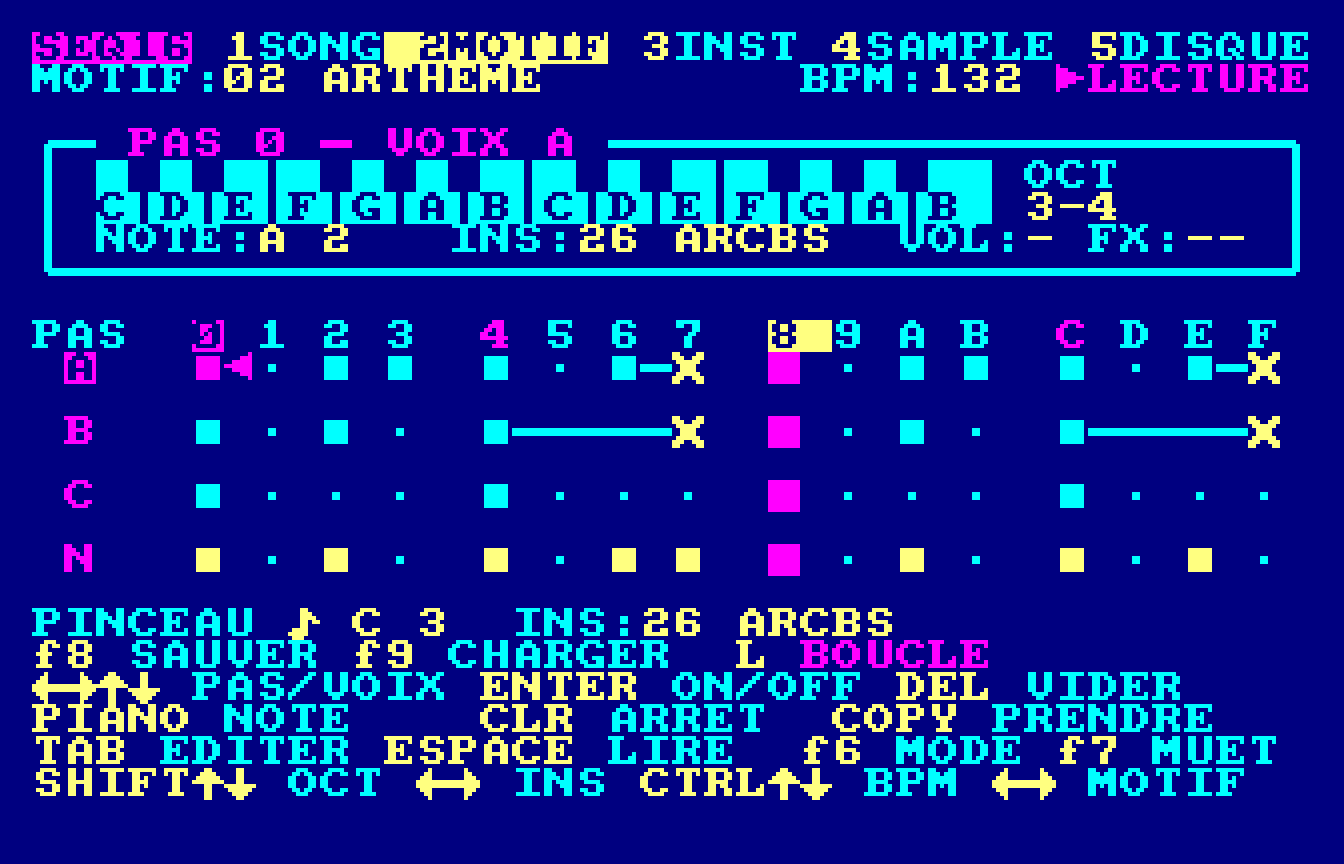 SEQ16 1SONG 2MOTIF 3INST 4SAMPLE 5DISQUE
MOTIF:02 ARTHEME BPM:132 ►LECTURE
PAS 0 — VOIX A
C D E F G A B C D E F G A B OCT
3-4
NOTE:A 2 INS:26 ARCBS VOL:- FX:--
PAS 0 1 2 3 4 5 6 7 8 9 A B C D E F
A
B
C
N
PINCEAU ♪ C 3 INS:26 ARCBS
f8 SAUVER f9 CHARGER L BOUCLE
↔↑↓ PAS/VOIX ENTER ON/OFF DEL VIDER
PIANO NOTE CLR ARRET COPY PRENDRE
TAB EDITER ESPACE LIRE f6 MODE f7 MUET
SHIFT↑↓ OCT ↔ INS CTRL↑↓ BPM ↔ MOTIF